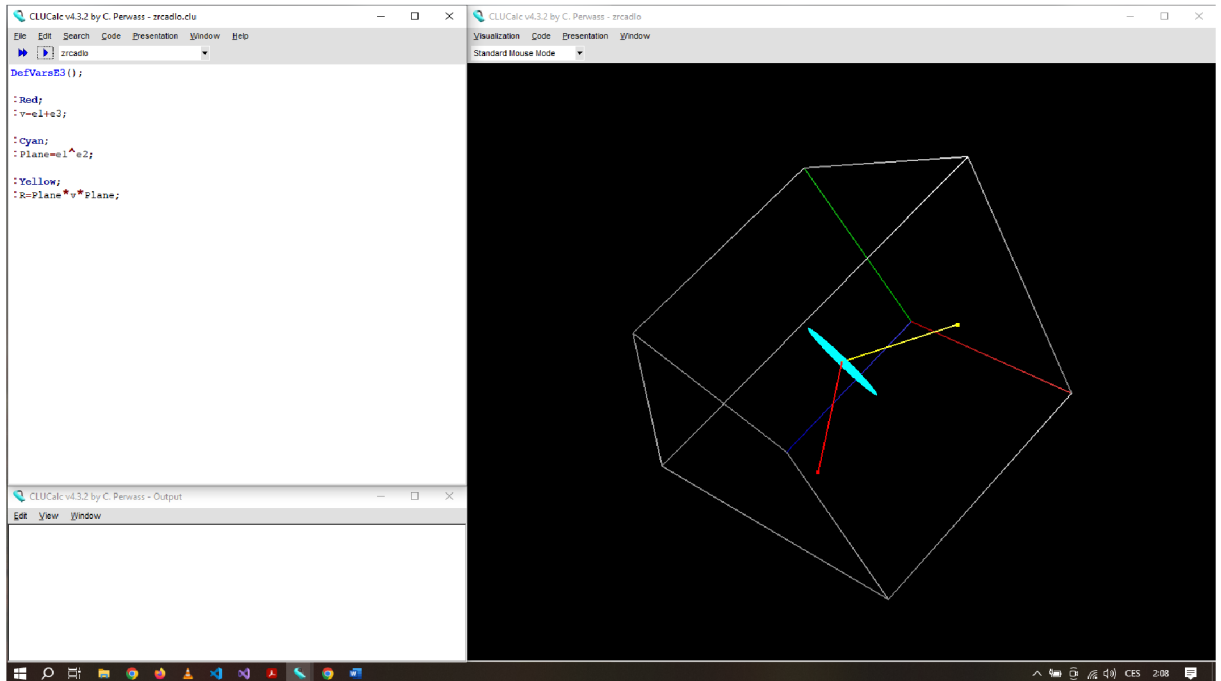 CLUCalc v4.3.2 by C. Perwass - zrcadlo.clu
File Edit Search Code Presentation Window Help
zrcadlo
DefVarsE3();
:Red;
:v=e1+e3;
:Cyan;
:Plane=e1^e2;
:Yellow;
:R=Plane*v*Plane;
CLUCalc v4.3.2 by C. Perwass - Output
Edit View Window
CLUCalc v4.3.2 by C. Perwass - zrcadlo
Visualization Code Presentation Window
Standard Mouse Mode
CES 2:08